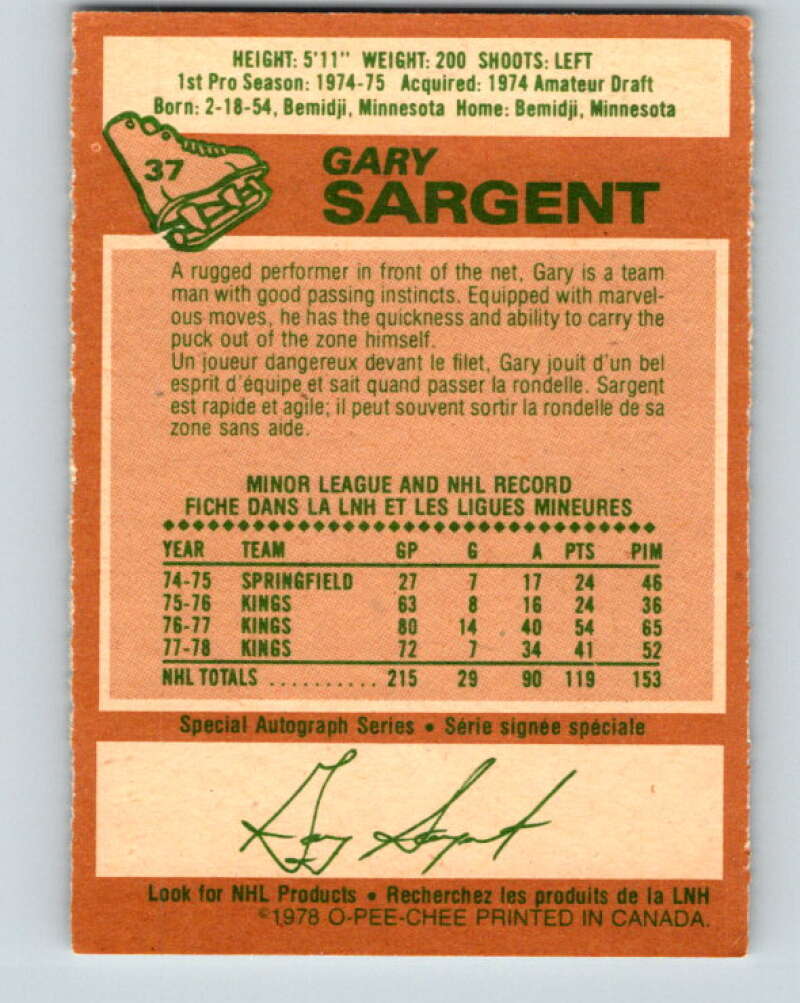 HEIGHT: 5'11" WEIGHT: 200 SHOOTS: LEFT
1st Pro Season: 1974-75 Acquired: 1974 Amateur Draft
Born: 2-18-54, Bemidji, Minnesota Home: Bemidji, Minnesota
37
GARY
SARGENT
A rugged performer in front of the net, Gary is a team
man with good passing instincts. Equipped with marvel-
ous moves, he has the quickness and ability to carry the
puck out of the zone himself.
Un joueur dangereux devant le filet, Gary jouit d'un bel
esprit d'équipe et sait quand passer la rondelle. Sargent
est rapide et agile; il peut souvent sortir la rondelle de sa
zone sans aide.
MINOR LEAGUE AND NHL RECORD
FICHE DANS LA LNH ET LES LIGUES MINEURES
YEAR TEAM GP G A PTS PIM
74-75 SPRINGFIELD 27 7 17 24 46
75-76 KINGS 63 8 16 24 36
76-77 KINGS 80 14 40 54 65
77-78 KINGS 72 7 34 41 52
NHL TOTALS .......... 215 29 90 119 153
Special Autograph Series • Série signée spéciale
Gary Sargent
Look for NHL Products • Recherchez les produits de la LNH
©1978 O-PEE-CHEE PRINTED IN CANADA.